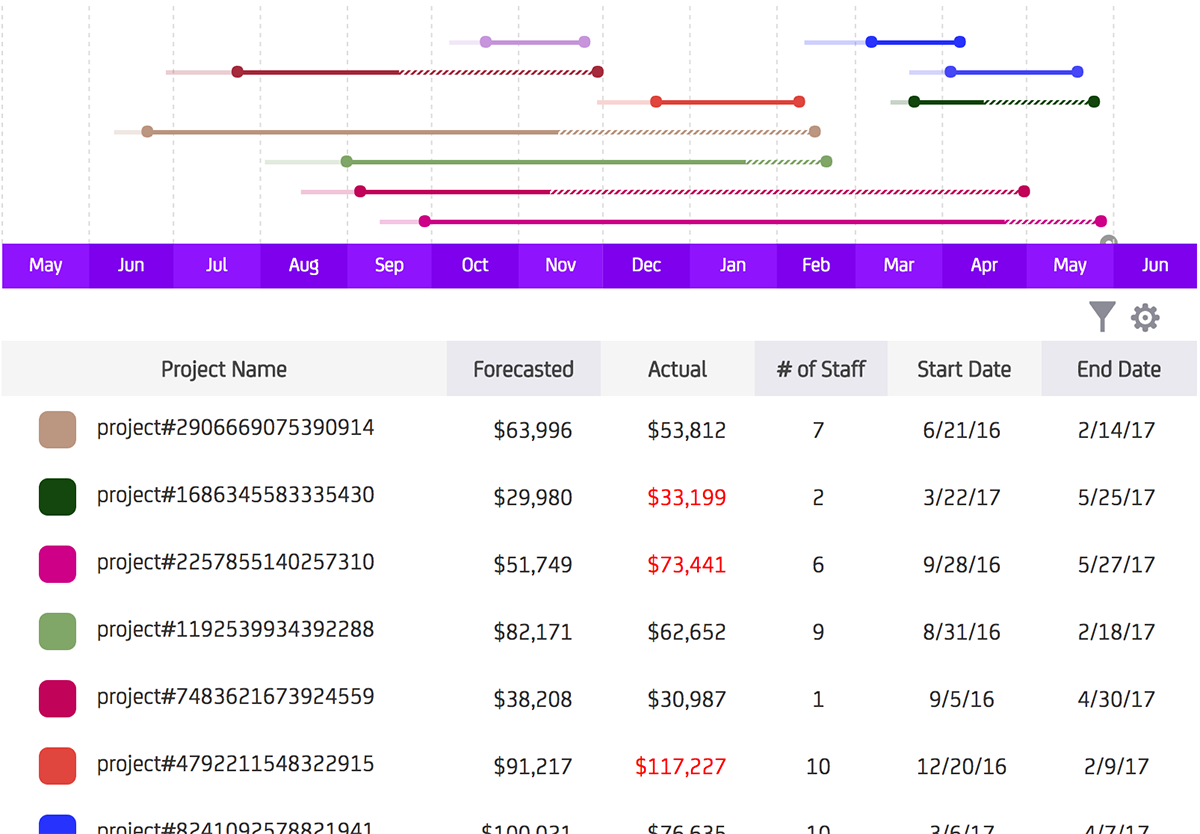 May Jun Jul Aug Sep Oct Nov Dec Jan Feb Mar Apr May Jun
Project Name Forecasted Actual # of Staff Start Date End Date
project#2906669075390914 $63,996 $53,812 7 6/21/16 2/14/17
project#1686345583335430 $29,980 $33,199 2 3/22/17 5/25/17
project#2257855140257310 $51,749 $73,441 6 9/28/16 5/27/17
project#1192539934392288 $82,171 $62,652 9 8/31/16 2/18/17
project#7483621673924559 $38,208 $30,987 1 9/5/16 4/30/17
project#4792211548322915 $91,217 $117,227 10 12/20/16 2/9/17
project#8241092578821941 $100,021 $76,635 10 3/6/17 4/7/17